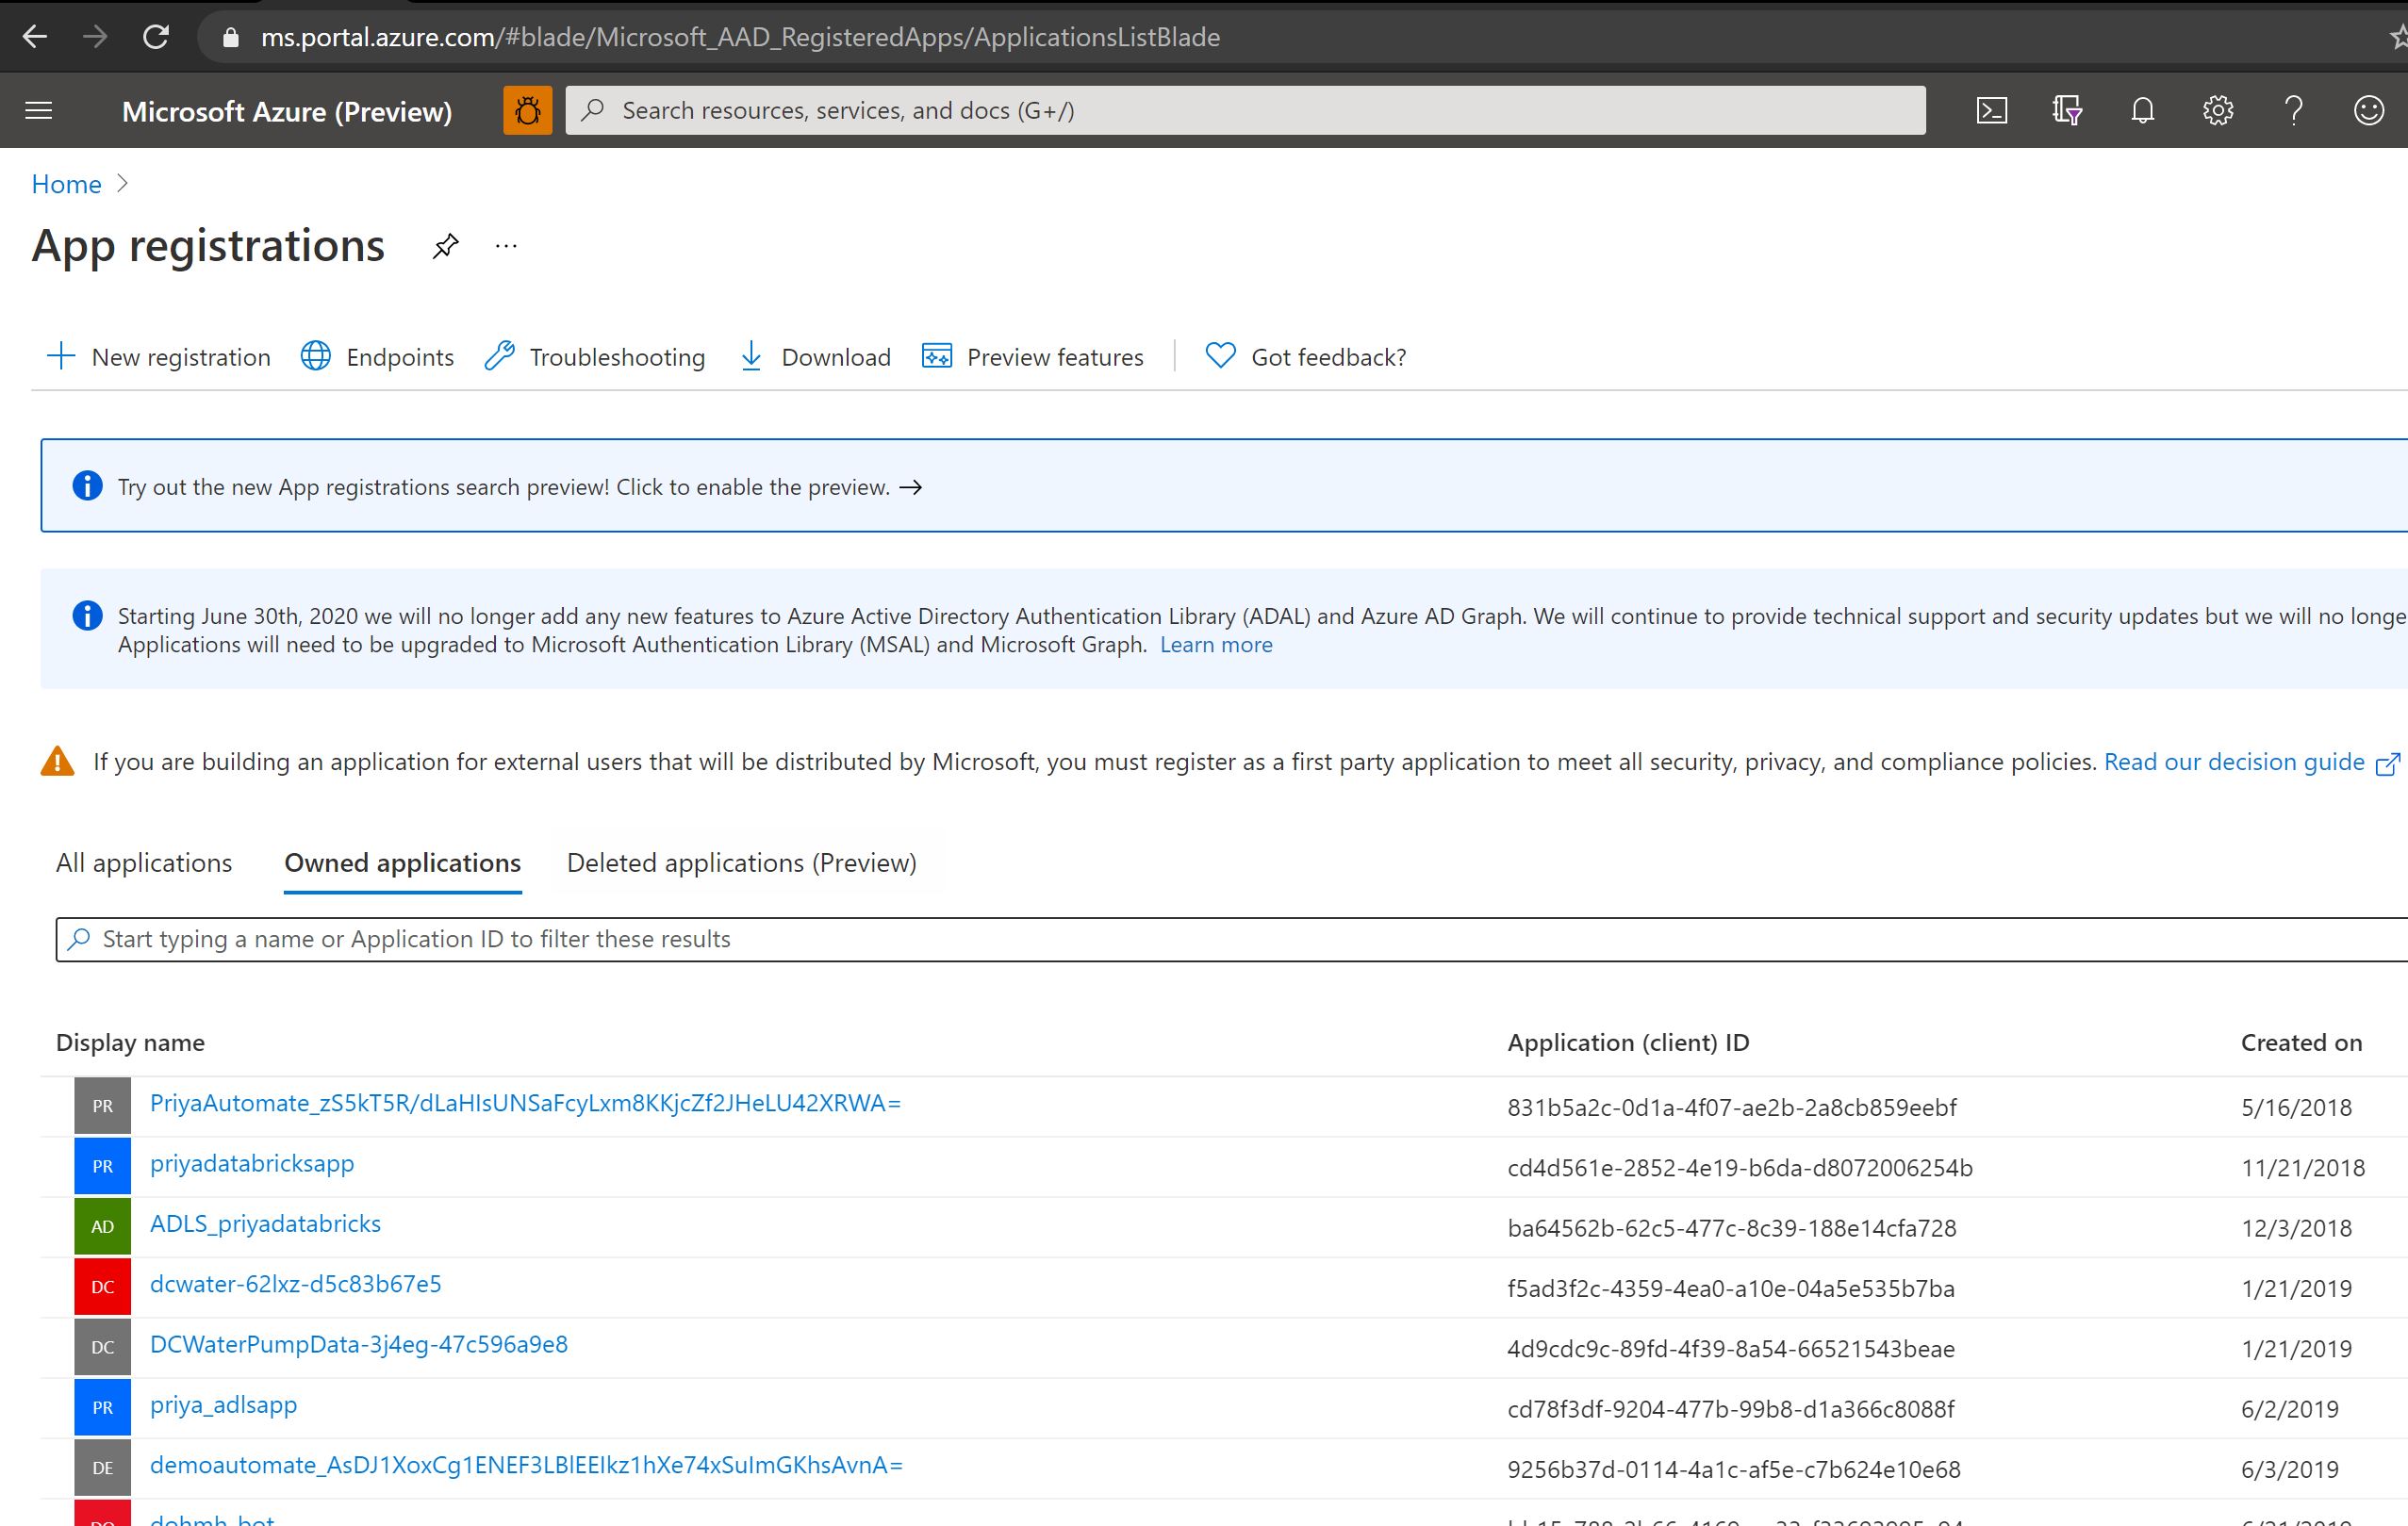 ms.portal.azure.com/#blade/Microsoft_AAD_RegisteredApps/ApplicationsListBlade
Microsoft Azure (Preview)
Search resources, services, and docs (G+/)
Home
App registrations
New registration
Endpoints
Troubleshooting
Download
Preview features
Got feedback?
Try out the new App registrations search preview! Click to enable the preview. →
Starting June 30th, 2020 we will no longer add any new features to Azure Active Directory Authentication Library (ADAL) and Azure AD Graph. We will continue to provide technical support and security updates but we will no longe
Applications will need to be upgraded to Microsoft Authentication Library (MSAL) and Microsoft Graph. Learn more
If you are building an application for external users that will be distributed by Microsoft, you must register as a first party application to meet all security, privacy, and compliance policies. Read our decision guide
All applications
Owned applications
Deleted applications (Preview)
Start typing a name or Application ID to filter these results
Display name Application (client) ID Created on
PR PriyaAutomate_zS5kT5R/dLaHIsUNSaFcyLxm8KKjcZf2JHeLU42XRWA= 831b5a2c-0d1a-4f07-ae2b-2a8cb859eebf 5/16/2018
PR priyadatabricksapp cd4d561e-2852-4e19-b6da-d8072006254b 11/21/2018
AD ADLS_priyadatabricks ba64562b-62c5-477c-8c39-188e14cfa728 12/3/2018
DC dcwater-62lxz-d5c83b67e5 f5ad3f2c-4359-4ea0-a10e-04a5e535b7ba 1/21/2019
DC DCWaterPumpData-3j4eg-47c596a9e8 4d9cdc9c-89fd-4f39-8a54-66521543beae 1/21/2019
PR priya_adlsapp cd78f3df-9204-477b-99b8-d1a366c8088f 6/2/2019
DE demoautomate_AsDJ1XoxCg1ENEF3LBlEEIkz1hXe74xSuImGKhsAvnA= 9256b37d-0114-4a1c-af5e-c7b624e10e68 6/3/2019